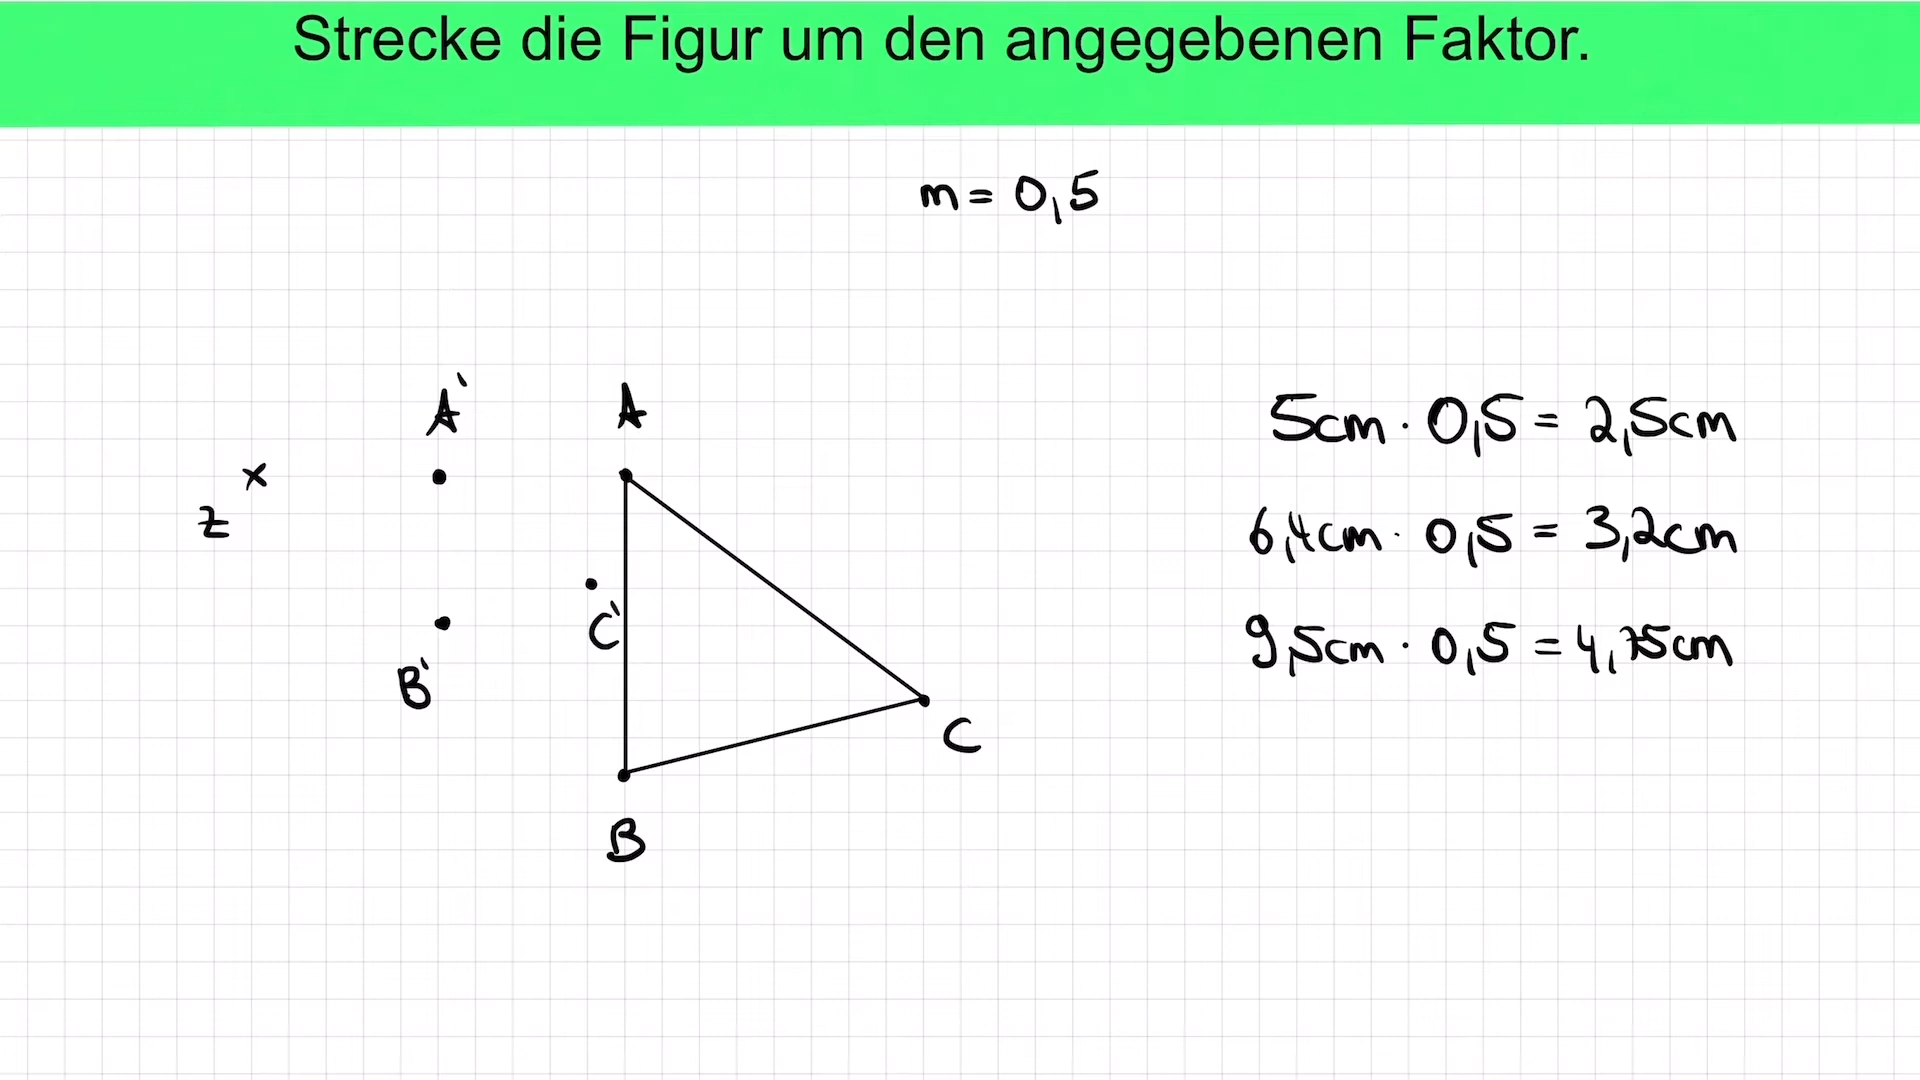 Strecke die Figur um den angegebenen Faktor.
m = 0,5
A' A
5cm · 0,5 = 2,5cm
x
z
6,4cm · 0,5 = 3,2cm
C'
9,5cm · 0,5 = 4,75cm
B'
C
B